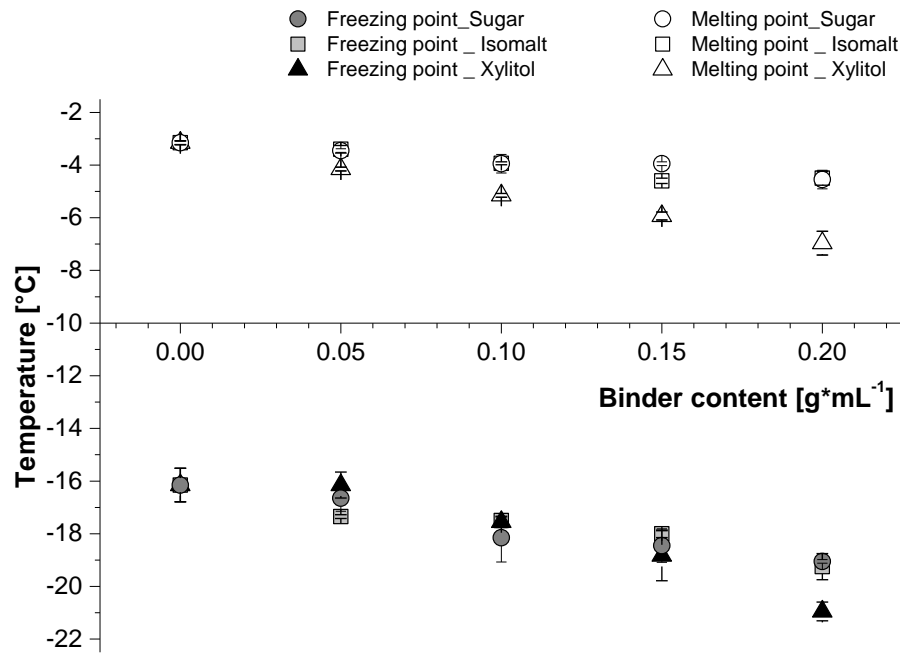 Freezing point_Sugar Melting point_Sugar
Freezing point _ Isomalt Melting point _ Isomalt
Freezing point _ Xylitol Melting point _ Xylitol
-2
-4
-6
-8
-10
0.00 0.05 0.10 0.15 0.20
-12
Binder content [g*mL-1]
-14
-16
-18
-20
-22
Temperature [°C]